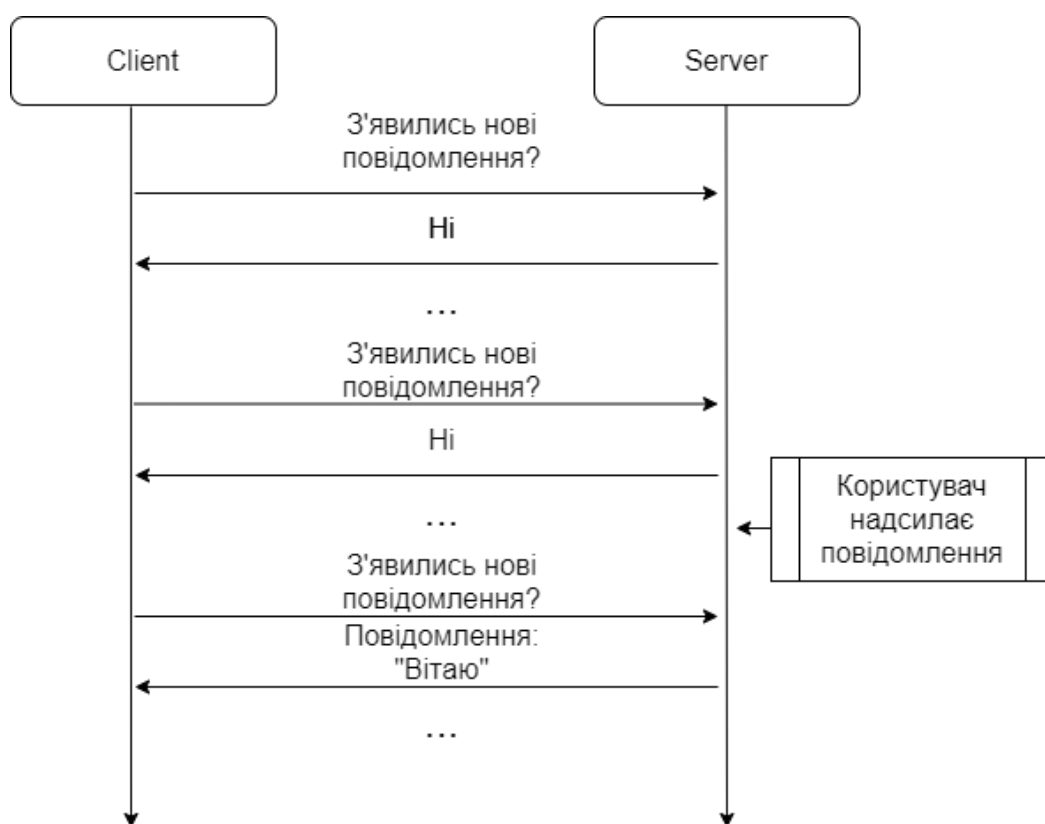 Client
Server
З'явились нові
повідомлення?
Ні
...
З'явились нові
повідомлення?
Ні
Користувач
надсилає
повідомлення
...
З'явились нові
повідомлення?
Повідомлення:
"Вітаю"
...